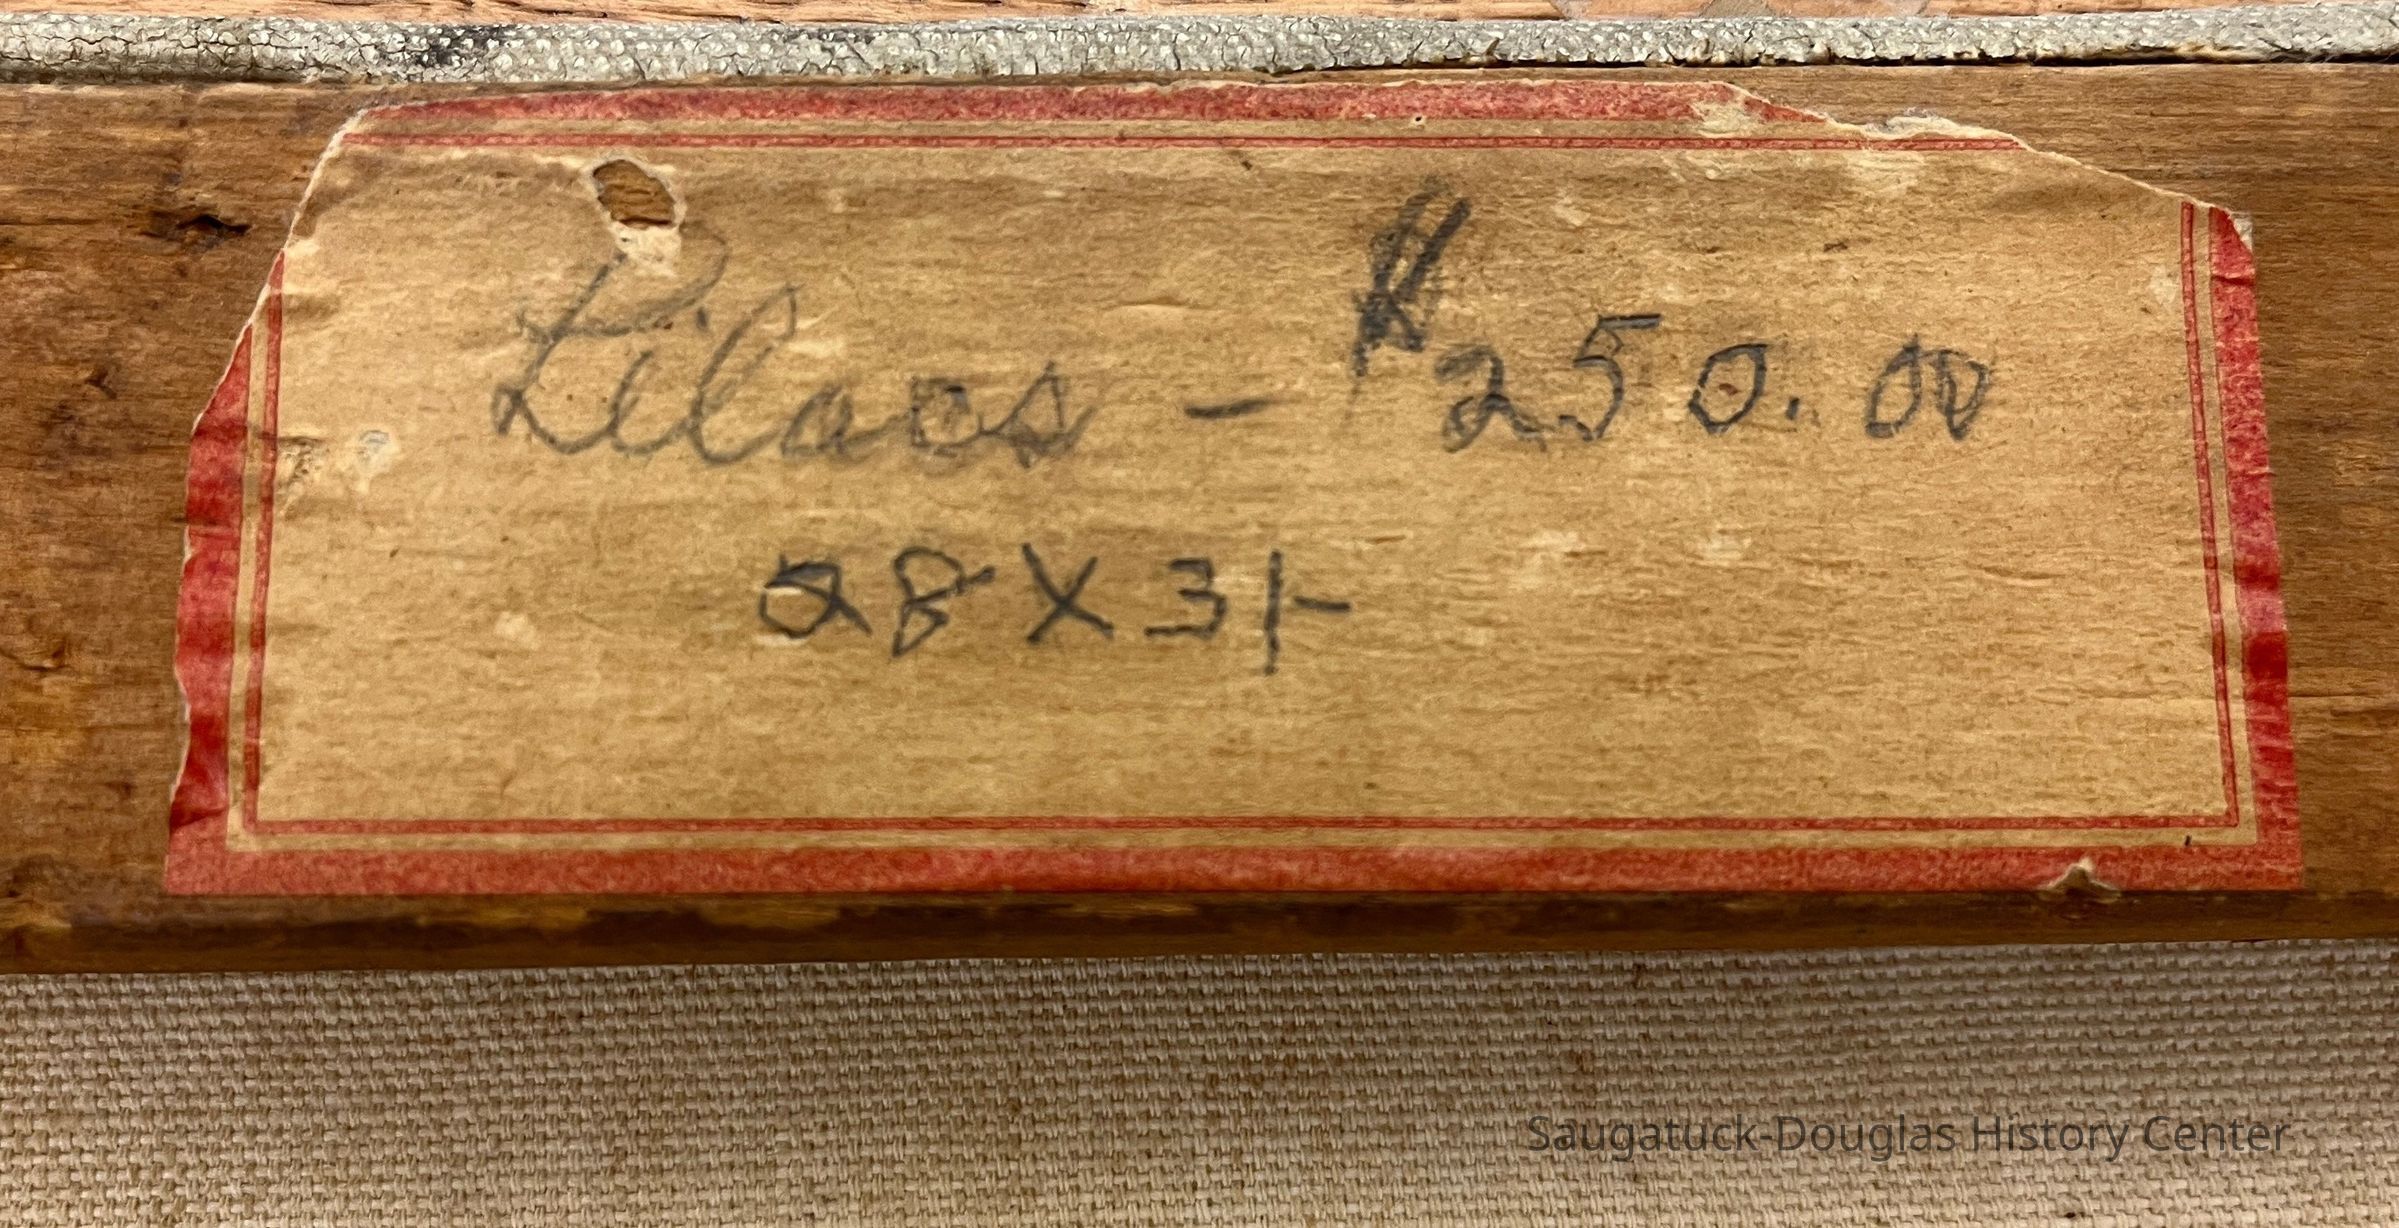 Lilacs - $250.00
28 X 31-
Saugatuck-Douglas History Center